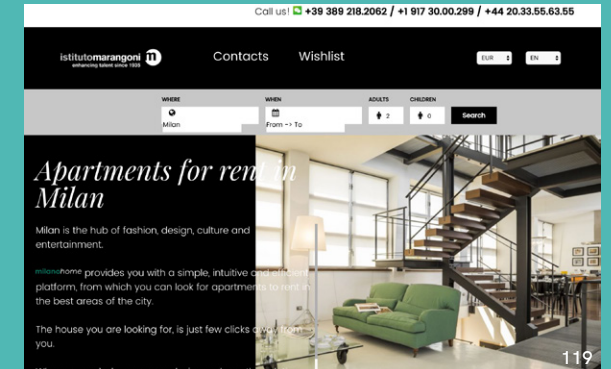 Call us! +39 389 218.2062 / +1 917 30.00.299 / +44 20.33.55.63.55
istitutomarangoni m
enhancing talent since 1935
Contacts Wishlist
EUR EN
WHERE WHEN ADULTS CHILDREN
Milan From -> To 2 0 Search
Apartments for rent in
Milan
Milan is the hub of fashion, design, culture and
entertainment.
milanohome provides you with a simple, intuitive and efficient
platform, from which you can look for apartments to rent in
the best areas of the city.
The house you are looking for, is just few clicks away from
you.
119